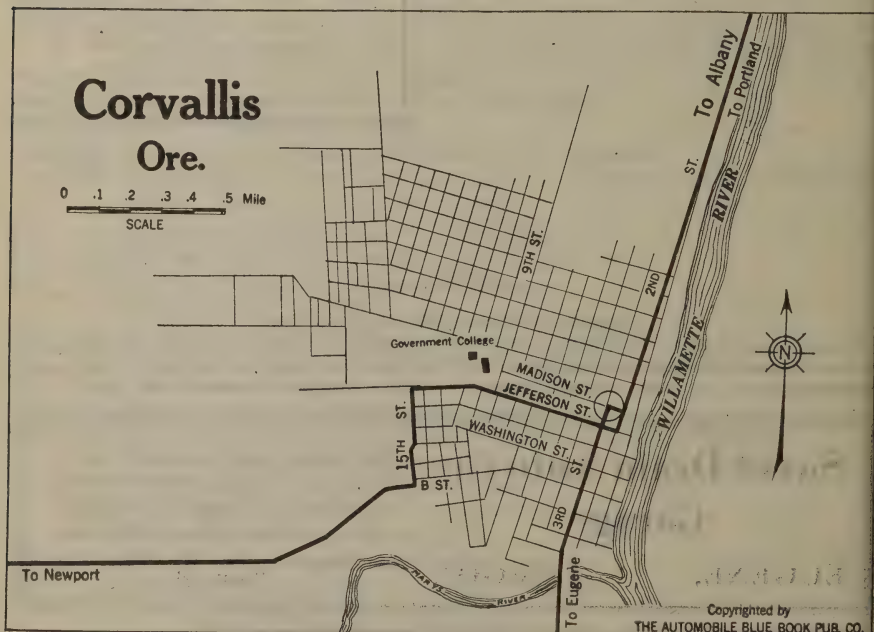 Corvallis
Ore.
0 .1 .2 .3 .4 .5 Mile
SCALE
To Albany
To Portland
ST.
2ND
RIVER
WILLAMETTE
9TH ST.
N
Government College
MADISON ST.
JEFFERSON ST.
WASHINGTON ST.
15TH ST.
B ST.
3RD ST.
To Newport
MARYS RIVER
To Eugene
Copyrighted by
THE AUTOMOBILE BLUE BOOK PUB. CO.